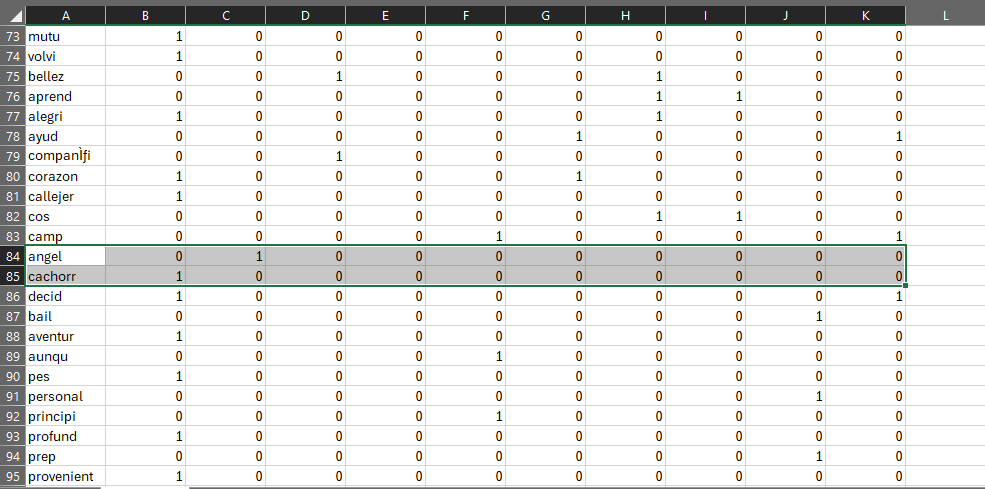 A B C D E F G H I J K L
73 mutu 1 0 0 0 0 0 0 0 0 0
74 volvi 1 0 0 0 0 0 0 0 0 0
75 bellez 0 0 1 0 0 0 1 0 0 0
76 aprend 0 0 0 0 0 0 1 1 0 0
77 alegri 1 0 0 0 0 0 1 0 0 0
78 ayud 0 0 0 0 0 1 0 0 0 1
79 companÌƒi 0 0 1 0 0 0 0 0 0 0
80 corazon 1 0 0 0 0 1 0 0 0 0
81 callejer 1 0 0 0 0 0 0 0 0 0
82 cos 0 0 0 0 0 0 1 1 0 0
83 camp 0 0 0 0 1 0 0 0 0 1
84 angel 0 1 0 0 0 0 0 0 0 0
85 cachorr 1 0 0 0 0 0 0 0 0 0
86 decid 1 0 0 0 0 0 0 0 0 1
87 bail 0 0 0 0 0 0 0 0 1 0
88 aventur 1 0 0 0 0 0 0 0 0 0
89 aunqu 0 0 0 0 1 0 0 0 0 0
90 pes 1 0 0 0 0 0 0 0 0 0
91 personal 0 0 0 0 0 0 0 0 1 0
92 principi 0 0 0 0 1 0 0 0 0 0
93 profund 1 0 0 0 0 0 0 0 0 0
94 prep 0 0 0 0 0 0 0 0 1 0
95 provenient 1 0 0 0 0 0 0 0 0 0